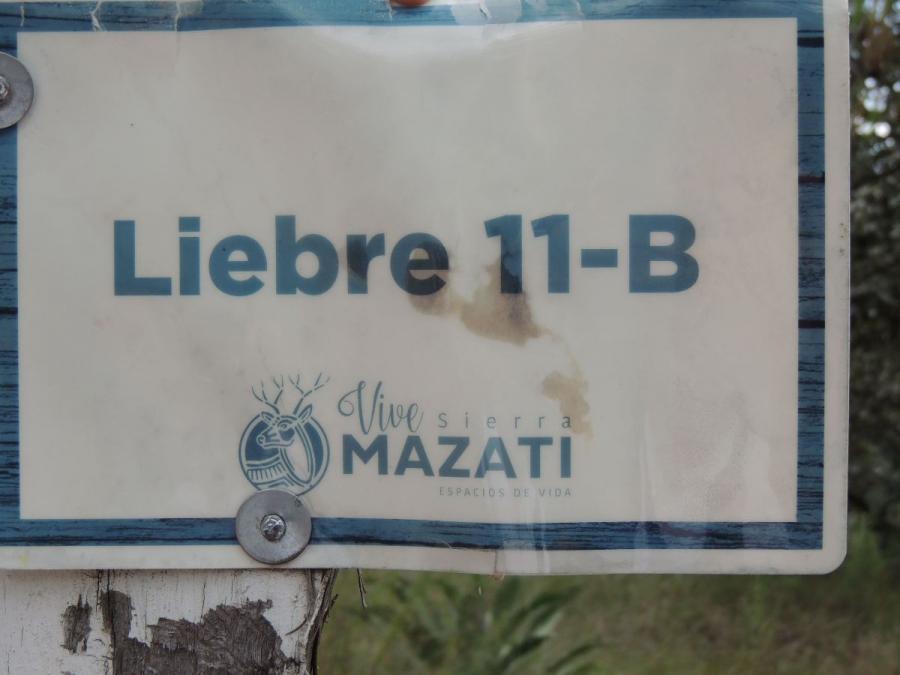 Liebre 11-B
Vive Sierra
MAZATI
ESPACIOS DE VIDA